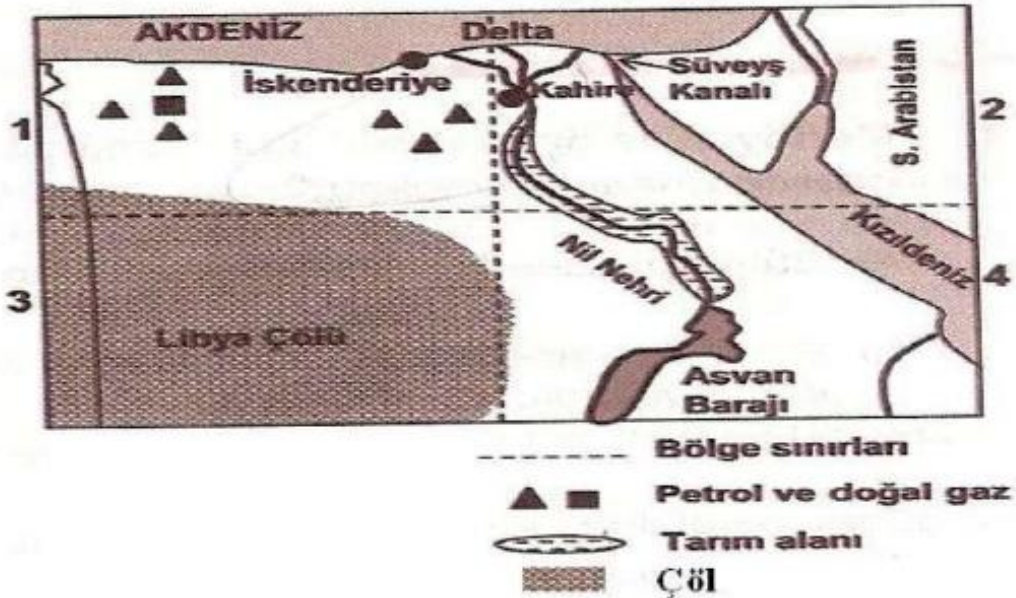 AKDENİZ
Delta
İskenderiye
Kahire
Süveyş
Kanalı
S. Arabistan
1
2
Kızıldeniz
Nil Nehri
3
4
Libya Çölü
Asvan
Barajı
Bölge sınırları
Petrol ve doğal gaz
Tarım alanı
Çöl